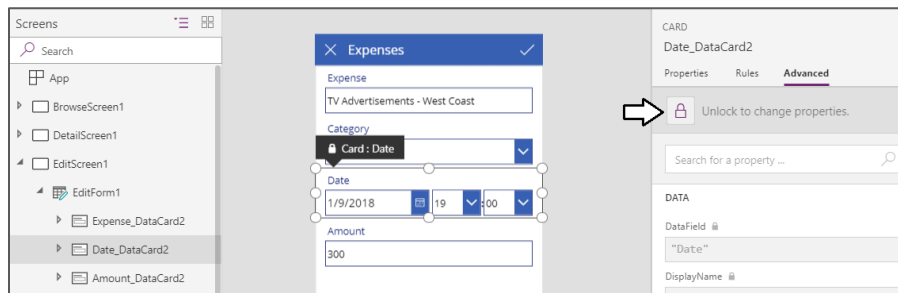 Screens
Search
App
BrowseScreen1
DetailScreen1
EditScreen1
EditForm1
Expense_DataCard2
Date_DataCard2
Amount_DataCard2
Expenses
Expense
TV Advertisements - West Coast
Category
Card : Date
Date
1/9/2018 19 : 00
Amount
300
CARD
Date_DataCard2
Properties Rules Advanced
Unlock to change properties.
Search for a property ...
DATA
DataField
"Date"
DisplayName